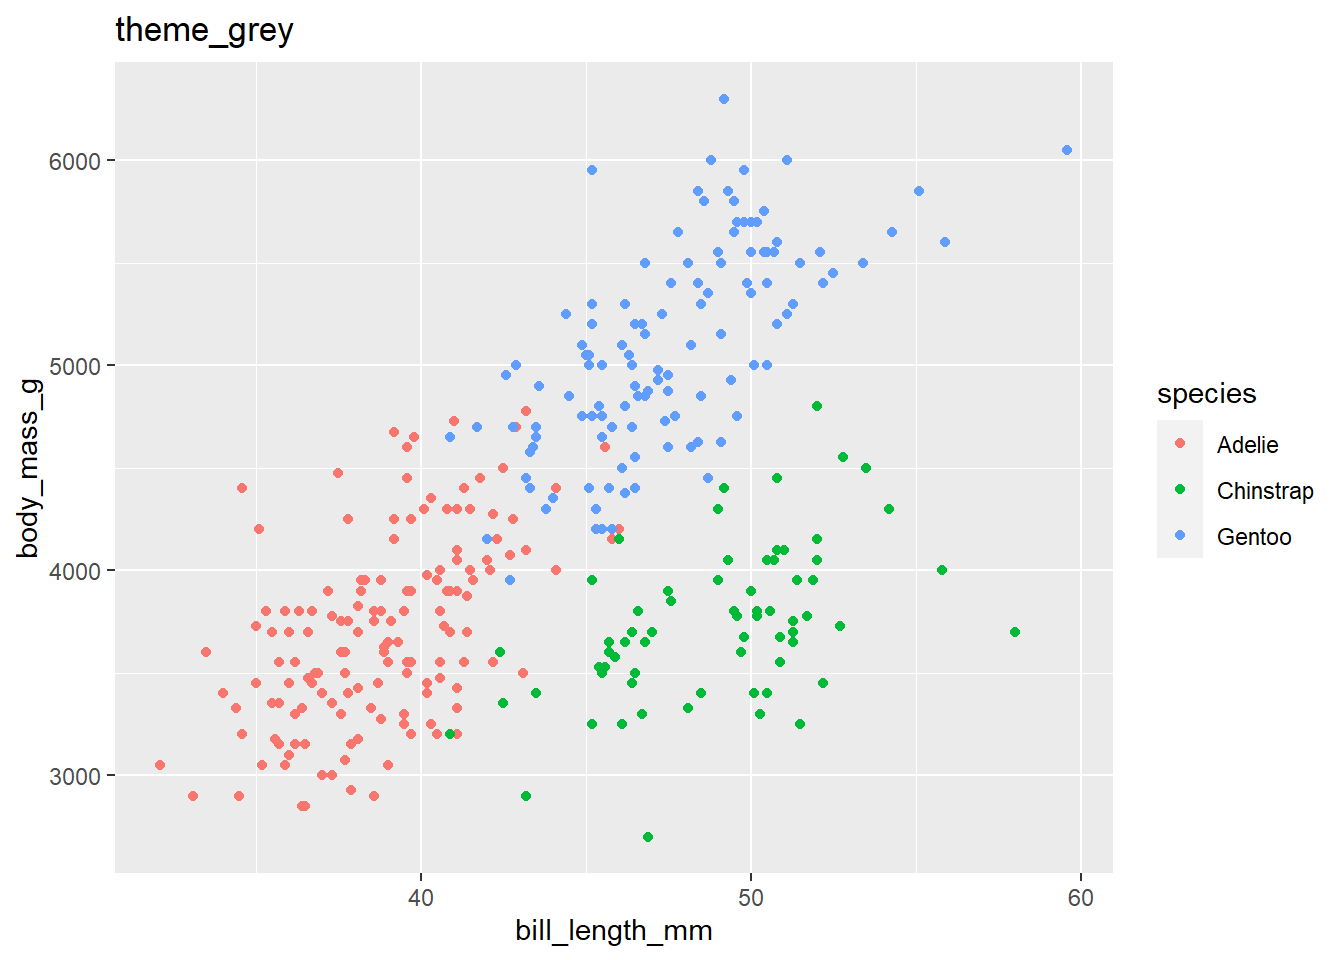 theme_grey
6000
5000
4000
3000
body_mass_g
40
50
60
bill_length_mm
species
Adelie
Chinstrap
Gentoo